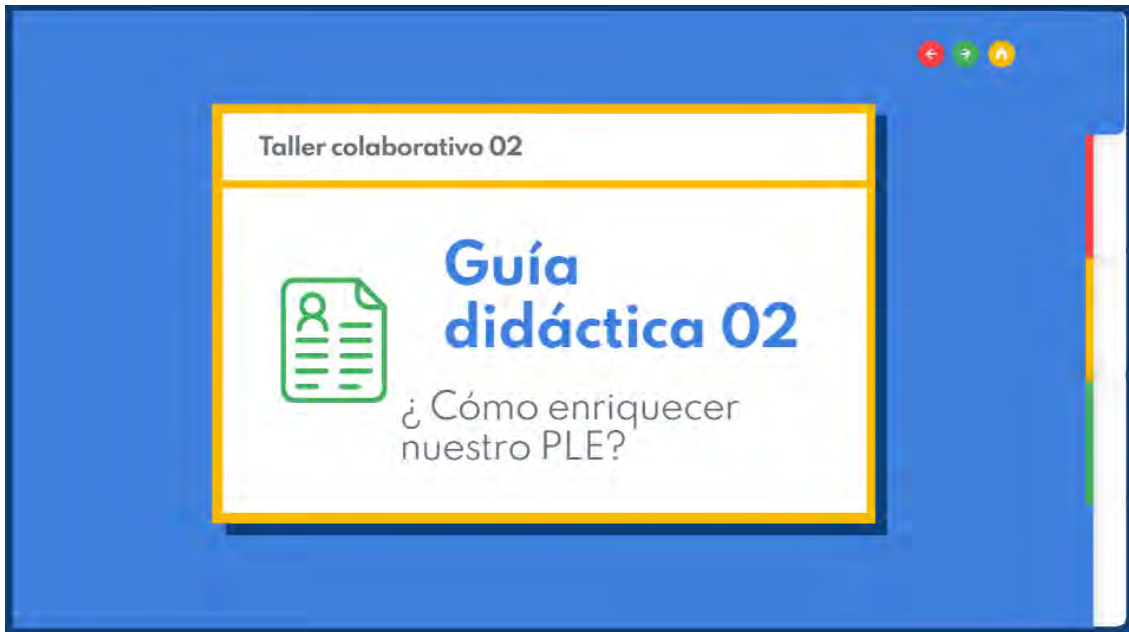 Taller colaborativo 02
Guía
didáctica 02
¿ Cómo enriquecer
nuestro PLE?